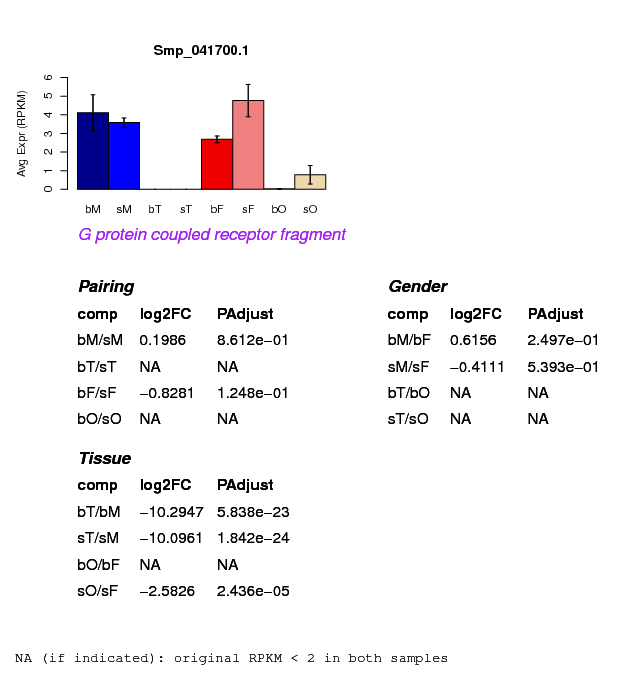 Smp_041700.1
Avg Expr (RPKM)
0 1 2 3 4 5 6
bM sM bT sT bF sF bO sO
G protein coupled receptor fragment
Pairing
comp log2FC PAdjust
bM/sM 0.1986 8.612e−01
bT/sT NA NA
bF/sF −0.8281 1.248e−01
bO/sO NA NA
Gender
comp log2FC PAdjust
bM/bF 0.6156 2.497e−01
sM/sF −0.4111 5.393e−01
bT/bO NA NA
sT/sO NA NA
Tissue
comp log2FC PAdjust
bT/bM −10.2947 5.838e−23
sT/sM −10.0961 1.842e−24
bO/bF NA NA
sO/sF −2.5826 2.436e−05
NA (if indicated): original RPKM < 2 in both samples